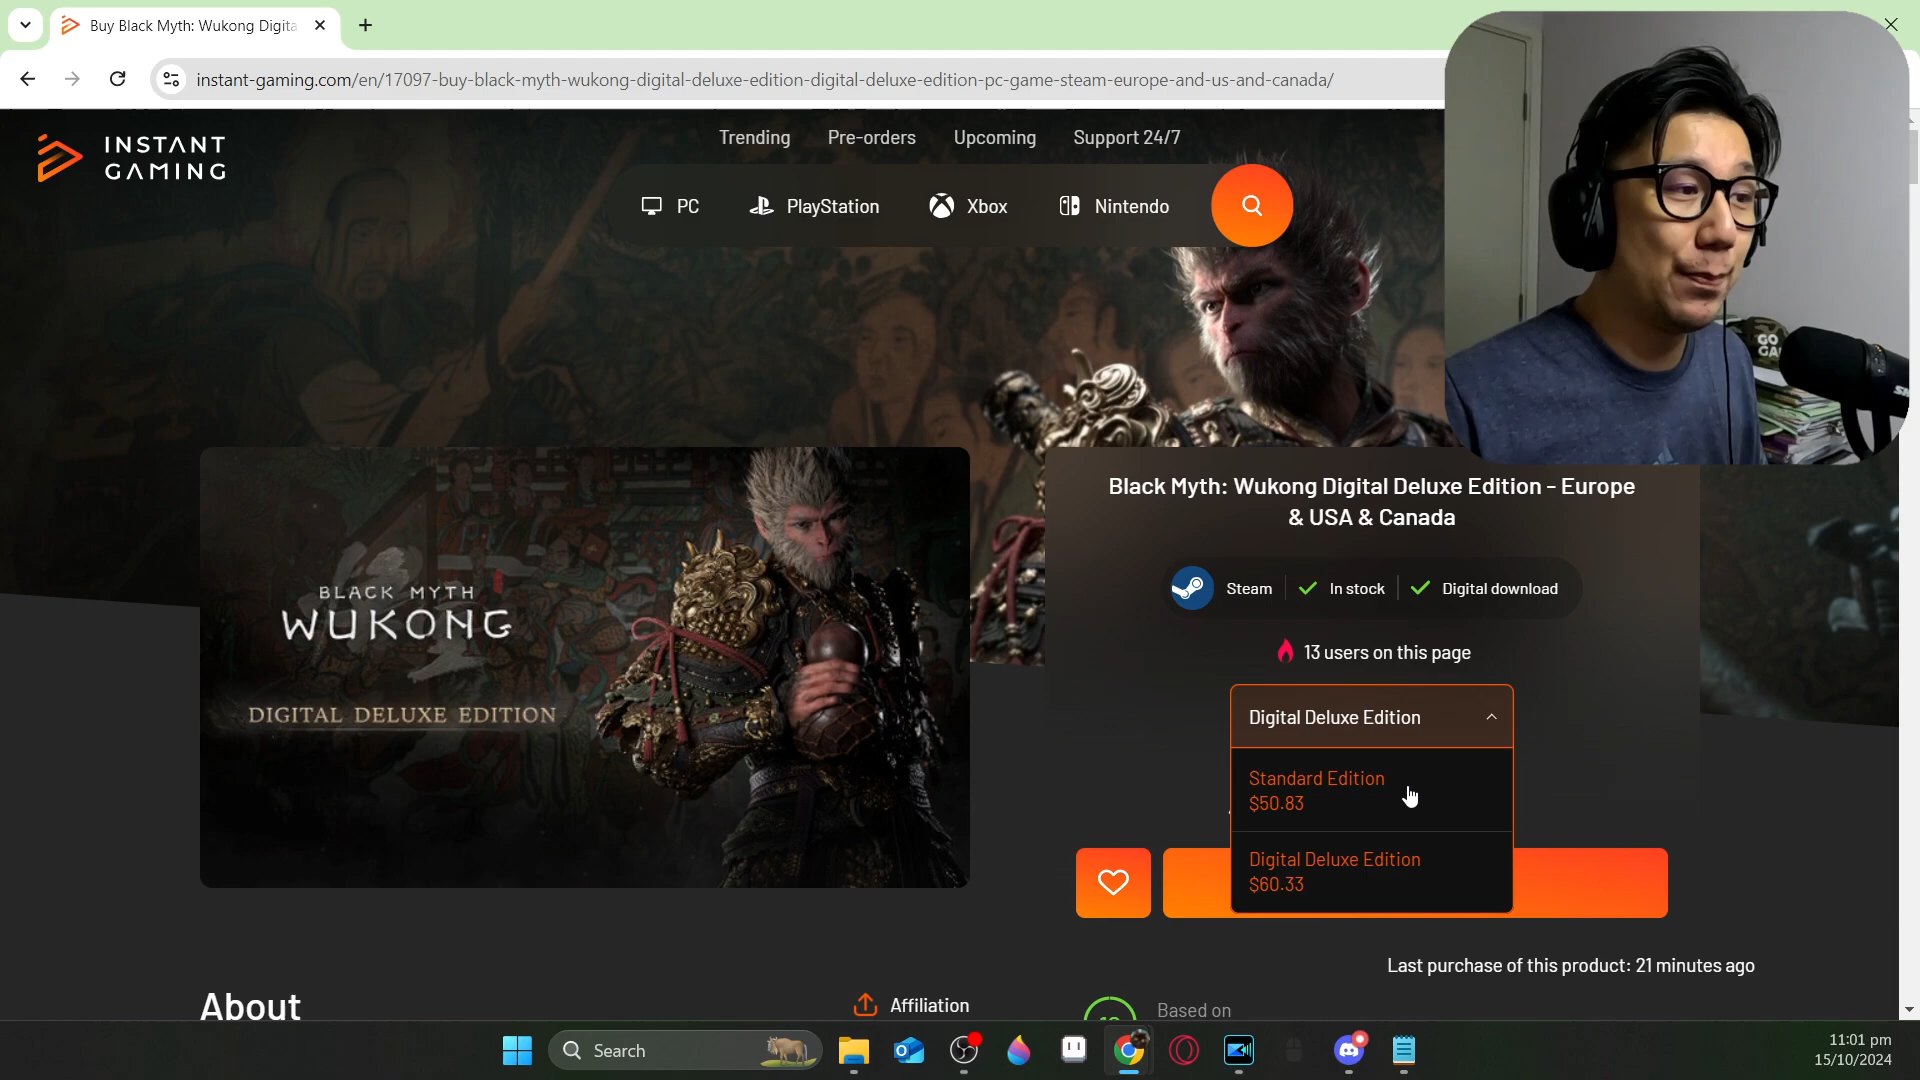 Buy Black Myth: Wukong Digita
instant-gaming.com/en/17097-buy-black-myth-wukong-digital-deluxe-edition-digital-deluxe-edition-pc-game-steam-europe-and-us-and-canada/
INSTANT
GAMING
Trending Pre-orders Upcoming Support 24/7
PC PlayStation Xbox Nintendo
BLACK MYTH
WUKONG
DIGITAL DELUXE EDITION
Black Myth: Wukong Digital Deluxe Edition - Europe
& USA & Canada
Steam In stock Digital download
13 users on this page
Digital Deluxe Edition
Standard Edition
$50.83
Digital Deluxe Edition
$60.33
Last purchase of this product: 21 minutes ago
About
Affiliation
Based on
Search
11:01 pm
15/10/2024